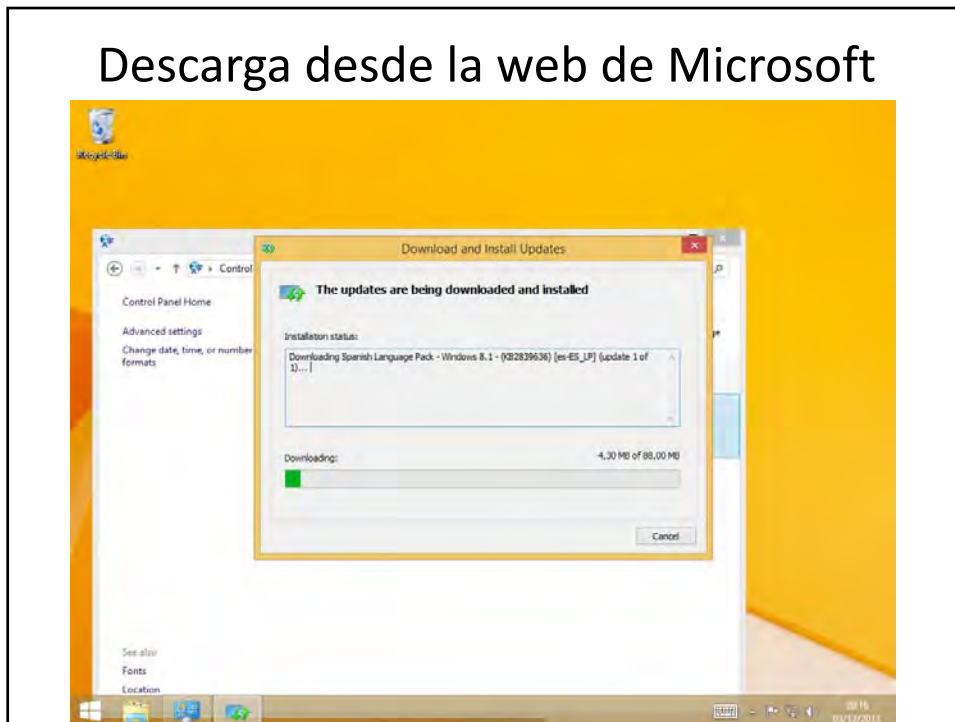 Descarga desde la web de Microsoft
Recycle Bin
Download and Install Updates
Control
The updates are being downloaded and installed
Control Panel Home
Advanced settings
Change date, time, or number
formats
Installation status:
Downloading Spanish Language Pack - Windows 8.1 - (KB2839636) [es-ES_LP] (update 1 of
1)...
Downloading:
4,30 MB of 88,00 MB
Cancel
See also
Fonts
Location